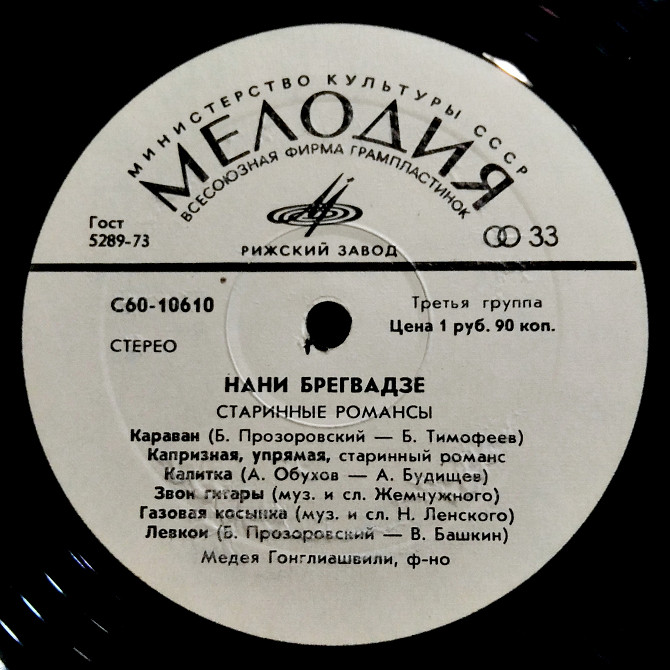 МИНИСТЕРСТВО КУЛЬТУРЫ СССР
МЕЛОДИЯ
ВСЕСОЮЗНАЯ ФИРМА ГРАМПЛАСТИНОК
Гост
5289-73
РИЖСКИЙ ЗАВОД
33
С60-10610
Третья группа
Цена 1 руб. 90 коп.
СТЕРЕО
НАНИ БРЕГВАДЗЕ
СТАРИННЫЕ РОМАНСЫ
Караван (Б. Прозоровский — Б. Тимофеев)
Капризная, упрямая, старинный романс
Калитка (А. Обухов — А. Будищев)
Звон гитары (муз. и сл. Жемчужного)
Газовая косынка (муз. и сл. Н. Ленского)
Левкои (Б. Прозоровский — В. Башкин)
Медея Гонглиашвили, ф-но